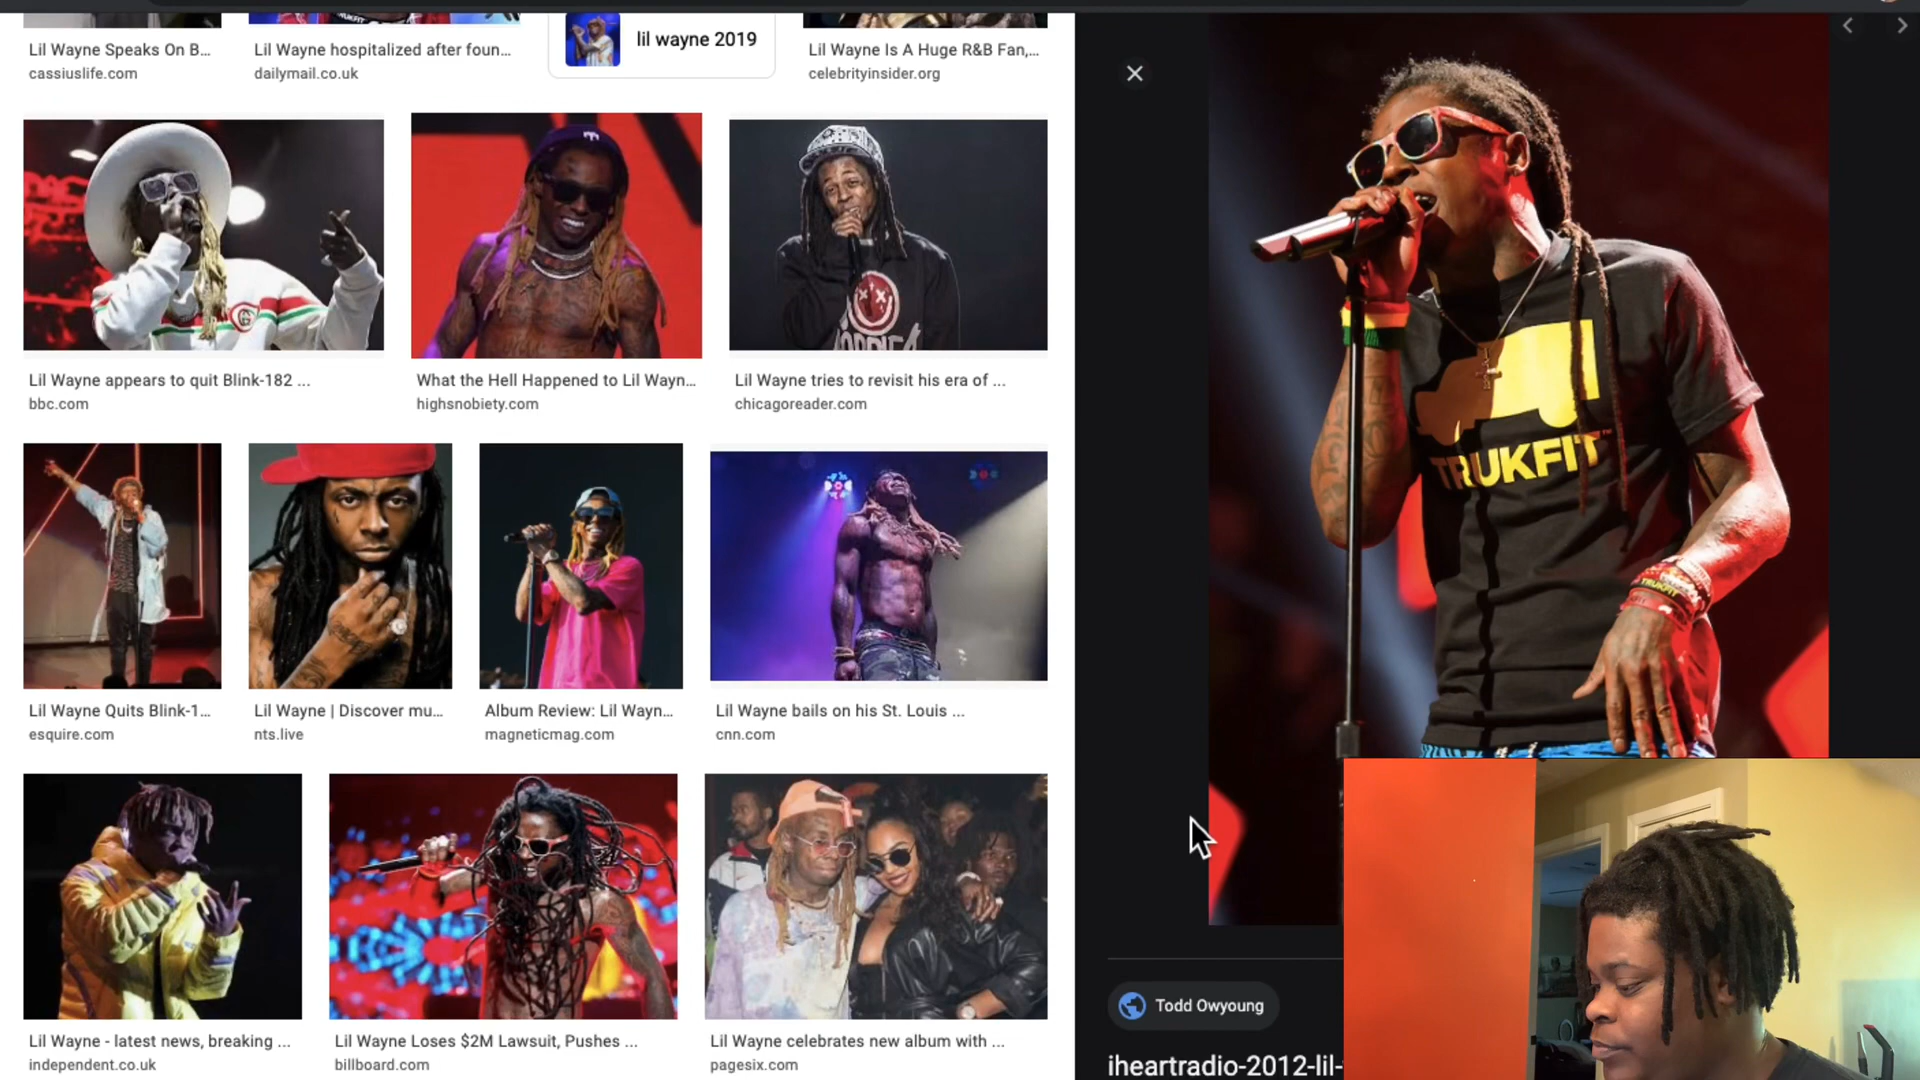 Lil Wayne Speaks On B...
cassiuslife.com
Lil Wayne hospitalized after foun...
dailymail.co.uk
lil wayne 2019
Lil Wayne Is A Huge R&B Fan,...
celebrityinsider.org
Lil Wayne appears to quit Blink-182 ...
bbc.com
What the Hell Happened to Lil Wayn...
highsnobiety.com
Lil Wayne tries to revisit his era of ...
chicagoreader.com
Lil Wayne Quits Blink-1...
esquire.com
Lil Wayne | Discover mu...
nts.live
Album Review: Lil Wayn...
magneticmag.com
Lil Wayne bails on his St. Louis ...
cnn.com
Lil Wayne - latest news, breaking ...
independent.co.uk
Lil Wayne Loses $2M Lawsuit, Pushes ...
billboard.com
Lil Wayne celebrates new album with ...
pagesix.com
TRUKFIT™
TRUKFIT
Todd Owyoung
iheartradio-2012-lil-